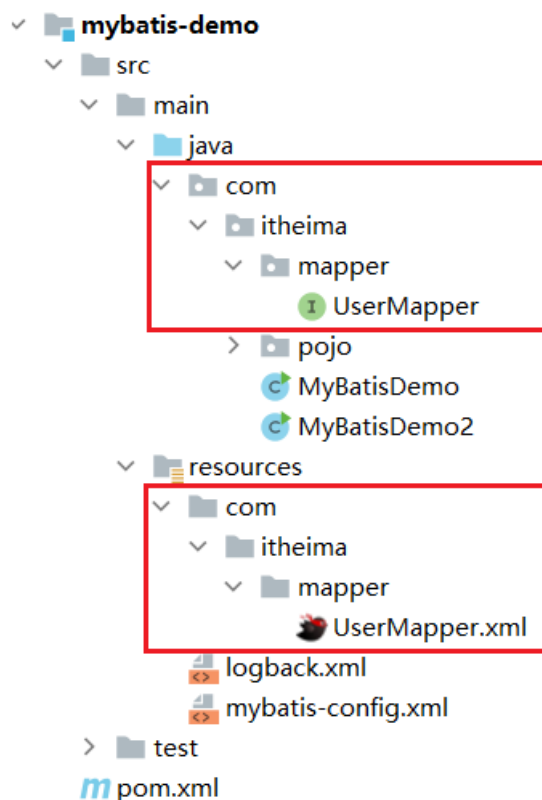 mybatis-demo
src
main
java
com
itheima
mapper
I UserMapper
pojo
C MyBatisDemo
C MyBatisDemo2
resources
com
itheima
mapper
UserMapper.xml
logback.xml
mybatis-config.xml
test
m pom.xml